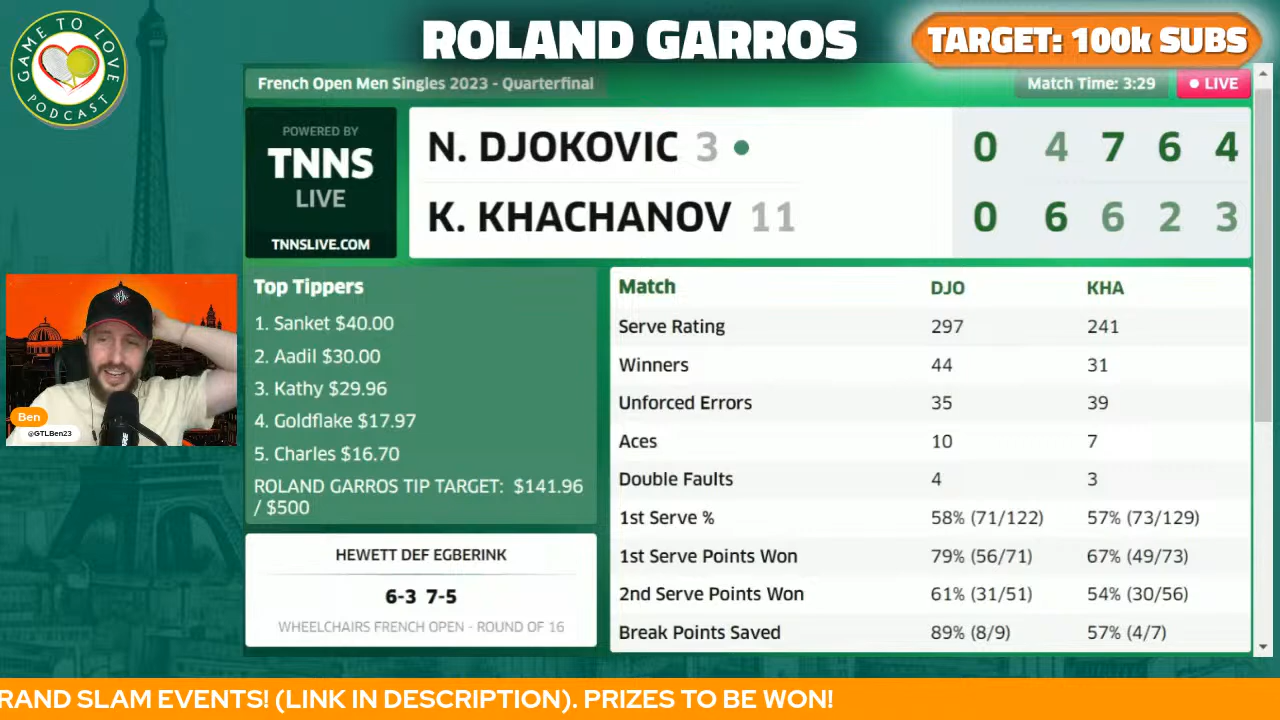 GAME TO LOVE
PODCAST
ROLAND GARROS
TARGET: 100k SUBS
French Open Men Singles 2023 - Quarterfinal
Match Time: 3:29
LIVE
POWERED BY
TNNS
LIVE
TNNSLIVE.COM
N. DJOKOVIC 3 0 4 7 6 4
K. KHACHANOV 11 0 6 6 2 3
Top Tippers
1. Sanket $40.00
2. Aadil $30.00
3. Kathy $29.96
4. Goldflake $17.97
5. Charles $16.70
ROLAND GARROS TIP TARGET: $141.96
/ $500
HEWETT DEF EGBERINK
6-3 7-5
WHEELCHAIRS FRENCH OPEN - ROUND OF 16
Match DJO KHA
Serve Rating 297 241
Winners 44 31
Unforced Errors 35 39
Aces 10 7
Double Faults 4 3
1st Serve % 58% (71/122) 57% (73/129)
1st Serve Points Won 79% (56/71) 67% (49/73)
2nd Serve Points Won 61% (31/51) 54% (30/56)
Break Points Saved 89% (8/9) 57% (4/7)
Ben
@GTLBen23
RAND SLAM EVENTS! (LINK IN DESCRIPTION). PRIZES TO BE WON!